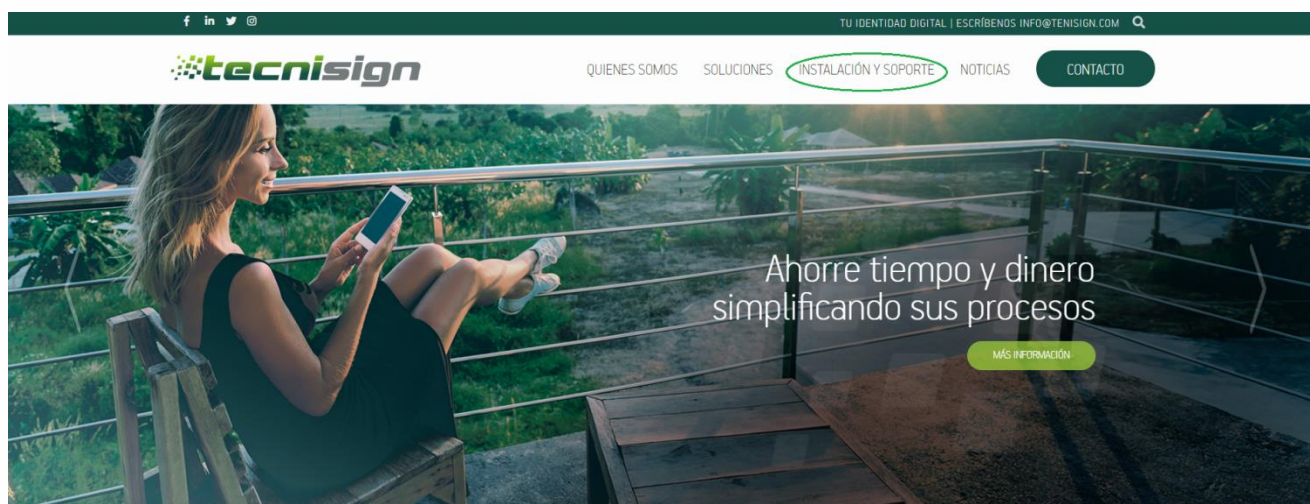 TU IDENTIDAD DIGITAL | ESCRÍBENOS INFO@TENISIGN.COM
tecnisign
QUIENES SOMOS SOLUCIONES INSTALACIÓN Y SOPORTE NOTICIAS CONTACTO
Ahorre tiempo y dinero
simplificando sus procesos
MÁS INFORMACIÓN